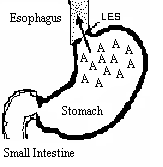 Esophagus
LES
A A
A A A
A A A A
A A A
Stomach
Small Intestine